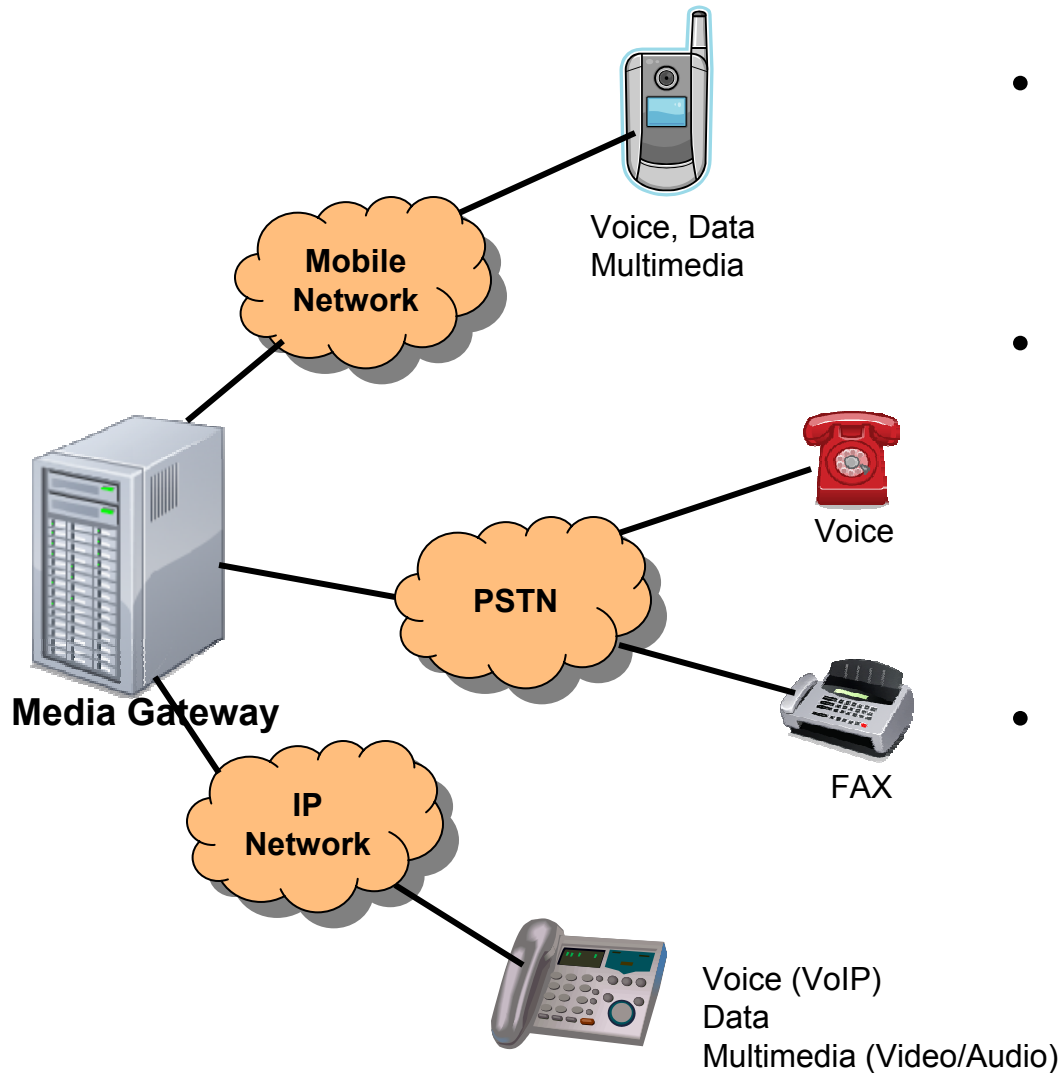 Voice, Data
Multimedia
Mobile
Network
Voice
PSTN
Media Gateway
FAX
IP
Network
Voice (VoIP)
Data
Multimedia (Video/Audio)